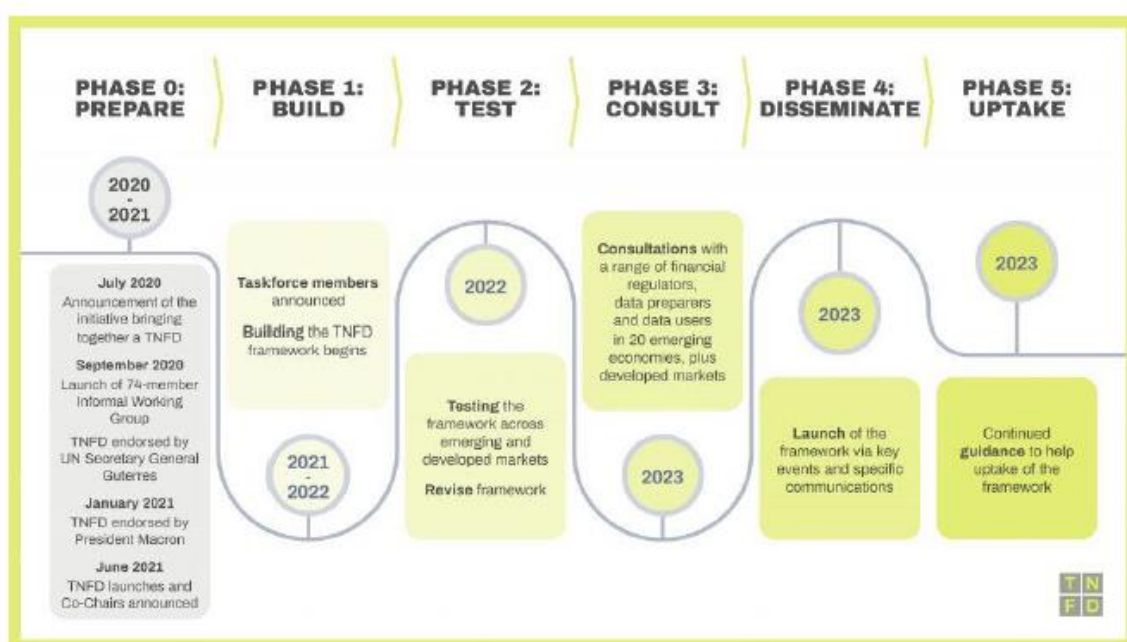 PHASE 0:
PREPARE
PHASE 1:
BUILD
PHASE 2:
TEST
PHASE 3:
CONSULT
PHASE 4:
DISSEMINATE
PHASE 5:
UPTAKE
2020
-
2021
July 2020
Announcement of the
initiative bringing
together a TNFD
September 2020
Launch of 74-member
Informal Working
Group
TNFD endorsed by
UN Secretary General
Guterres
January 2021
TNFD endorsed by
President Macron
June 2021
TNFD launches and
Co-Chairs announced
Taskforce members
announced
Building the TNFD
framework begins
2021
-
2022
2022
Testing the
framework across
emerging and
developed markets
Revise framework
Consultations with
a range of financial
regulators,
data preparers
and data users
in 20 emerging
economies, plus
developed markets
2023
2023
Launch of the
framework via key
events and specific
communications
2023
Continued
guidance to help
uptake of the
framework
T N
F D